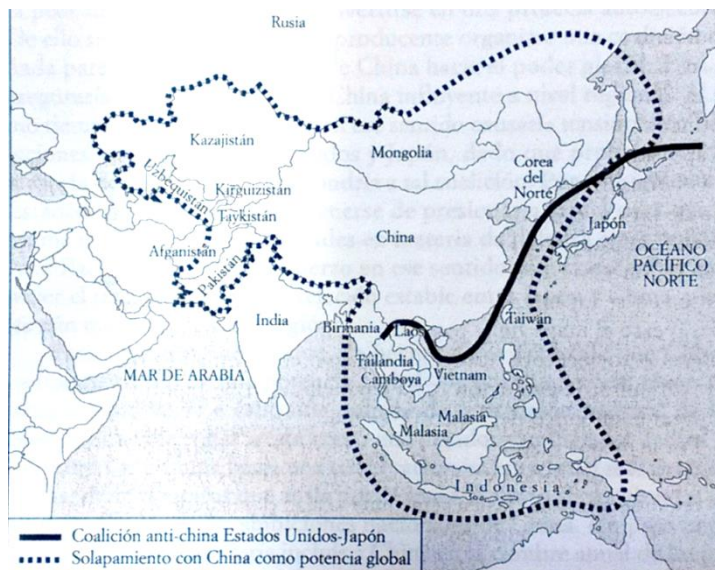 Rusia
Kazajistán
Mongolia
Uzbequistán
Kirguizistán
Taykistán
Corea
del
Norte
Japón
China
Afganistán
Pakistán
OCÉANO
PACÍFICO
NORTE
India
Birmania
Laos
Taiwán
MAR DE ARABIA
Tailandia
Camboya
Vietnam
Malasia
Malasia
Indonesia
Coalición anti-china Estados Unidos-Japón
Solapamiento con China como potencia global